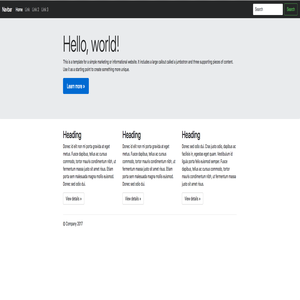 Navbar Home Link Link 2 Link 3 Search Search
Hello, world!
This is a template for a simple marketing or informational website. It includes a large callout called a jumbotron and three supporting pieces of content.
Use it as a starting point to create something more unique.
Learn more »
Heading
Donec id elit non mi porta gravida at eget
metus. Fusce dapibus, tellus ac cursus
commodo, tortor mauris condimentum nibh, ut
fermentum massa justo sit amet risus. Etiam
porta sem malesuada magna mollis euismod.
Donec sed odio dui.
View details »
Heading
Donec id elit non mi porta gravida at eget
metus. Fusce dapibus, tellus ac cursus
commodo, tortor mauris condimentum nibh, ut
fermentum massa justo sit amet risus. Etiam
porta sem malesuada magna mollis euismod.
Donec sed odio dui.
View details »
Heading
Donec sed odio dui. Cras justo odio, dapibus ac
facilisis in, egestas eget quam. Vestibulum id
ligula porta felis euismod semper. Fusce
dapibus, tellus ac cursus commodo, tortor
mauris condimentum nibh, ut fermentum massa
justo sit amet risus.
View details »
© Company 2017